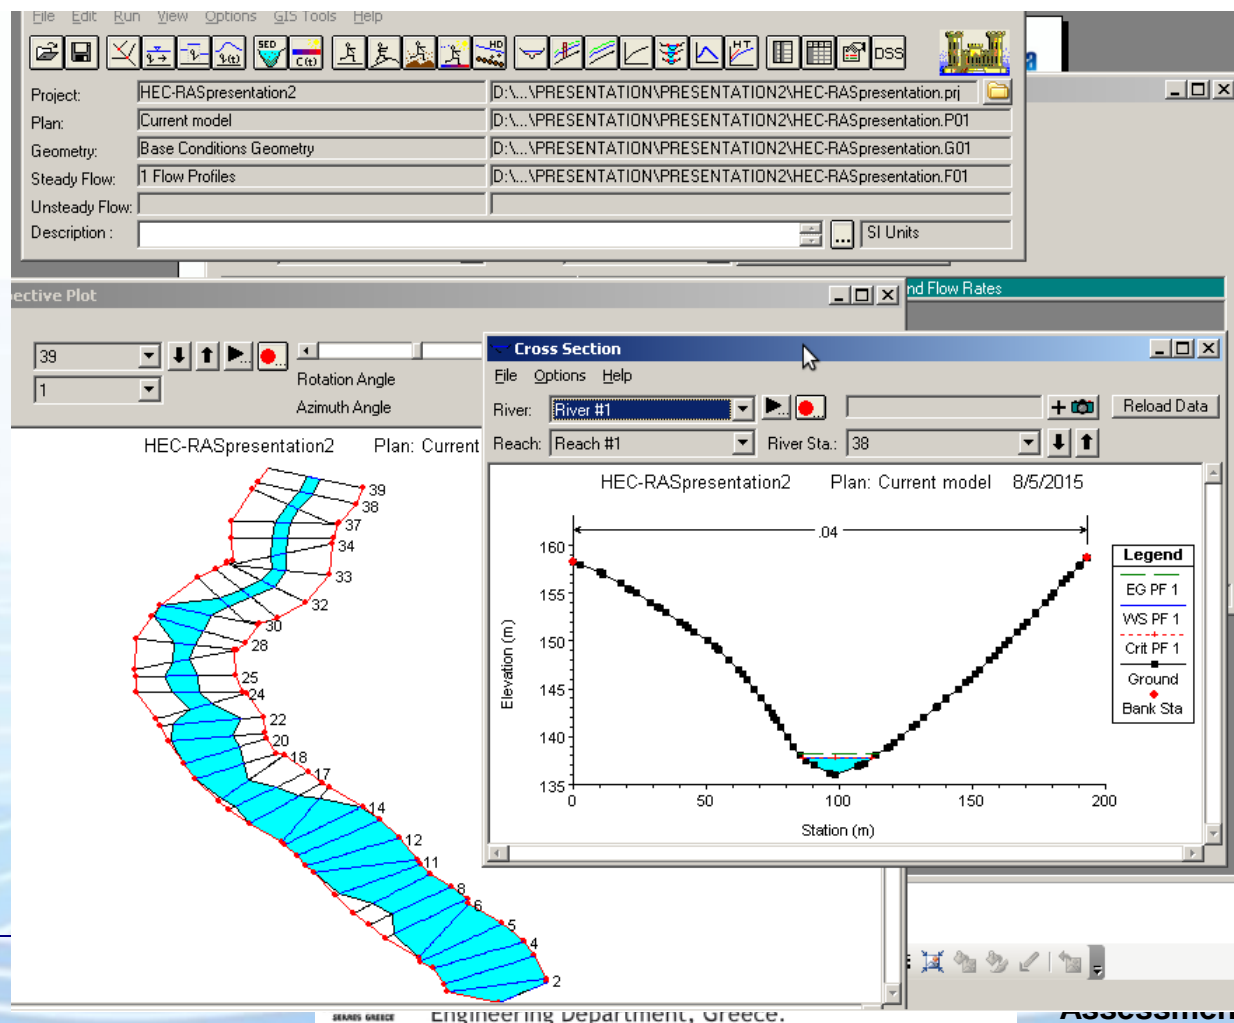 File Edit Run View Options GIS Tools Help
SED C(t) HD HT DSS
Project: HEC-RASpresentation2 D:\...\PRESENTATION\PRESENTATION2\HEC-RASpresentation.prj
Plan: Current model D:\...\PRESENTATION\PRESENTATION2\HEC-RASpresentation.P01
Geometry: Base Conditions Geometry D:\...\PRESENTATION\PRESENTATION2\HEC-RASpresentation.G01
Steady Flow: 1 Flow Profiles D:\...\PRESENTATION\PRESENTATION2\HEC-RASpresentation.F01
Unsteady Flow:
Description : ... SI Units
ective Plot
nd Flow Rates
39
1
Rotation Angle
Azimuth Angle
HEC-RASpresentation2 Plan: Current
39
38
37
34
33
32
30
28
25
24
22
20
18
17
14
12
11
8
6
5
4
2
Cross Section
File Options Help
River: River #1 Reload Data
Reach: Reach #1 River Sta.: 38
HEC-RASpresentation2 Plan: Current model 8/5/2015
.04
160
155
150
145
140
135
Elevation (m)
0 50 100 150 200
Station (m)
Legend
EG PF 1
WS PF 1
Crit PF 1
Ground
Bank Sta
SERRES GREECE
Engineering Department, Greece.
Assessmen